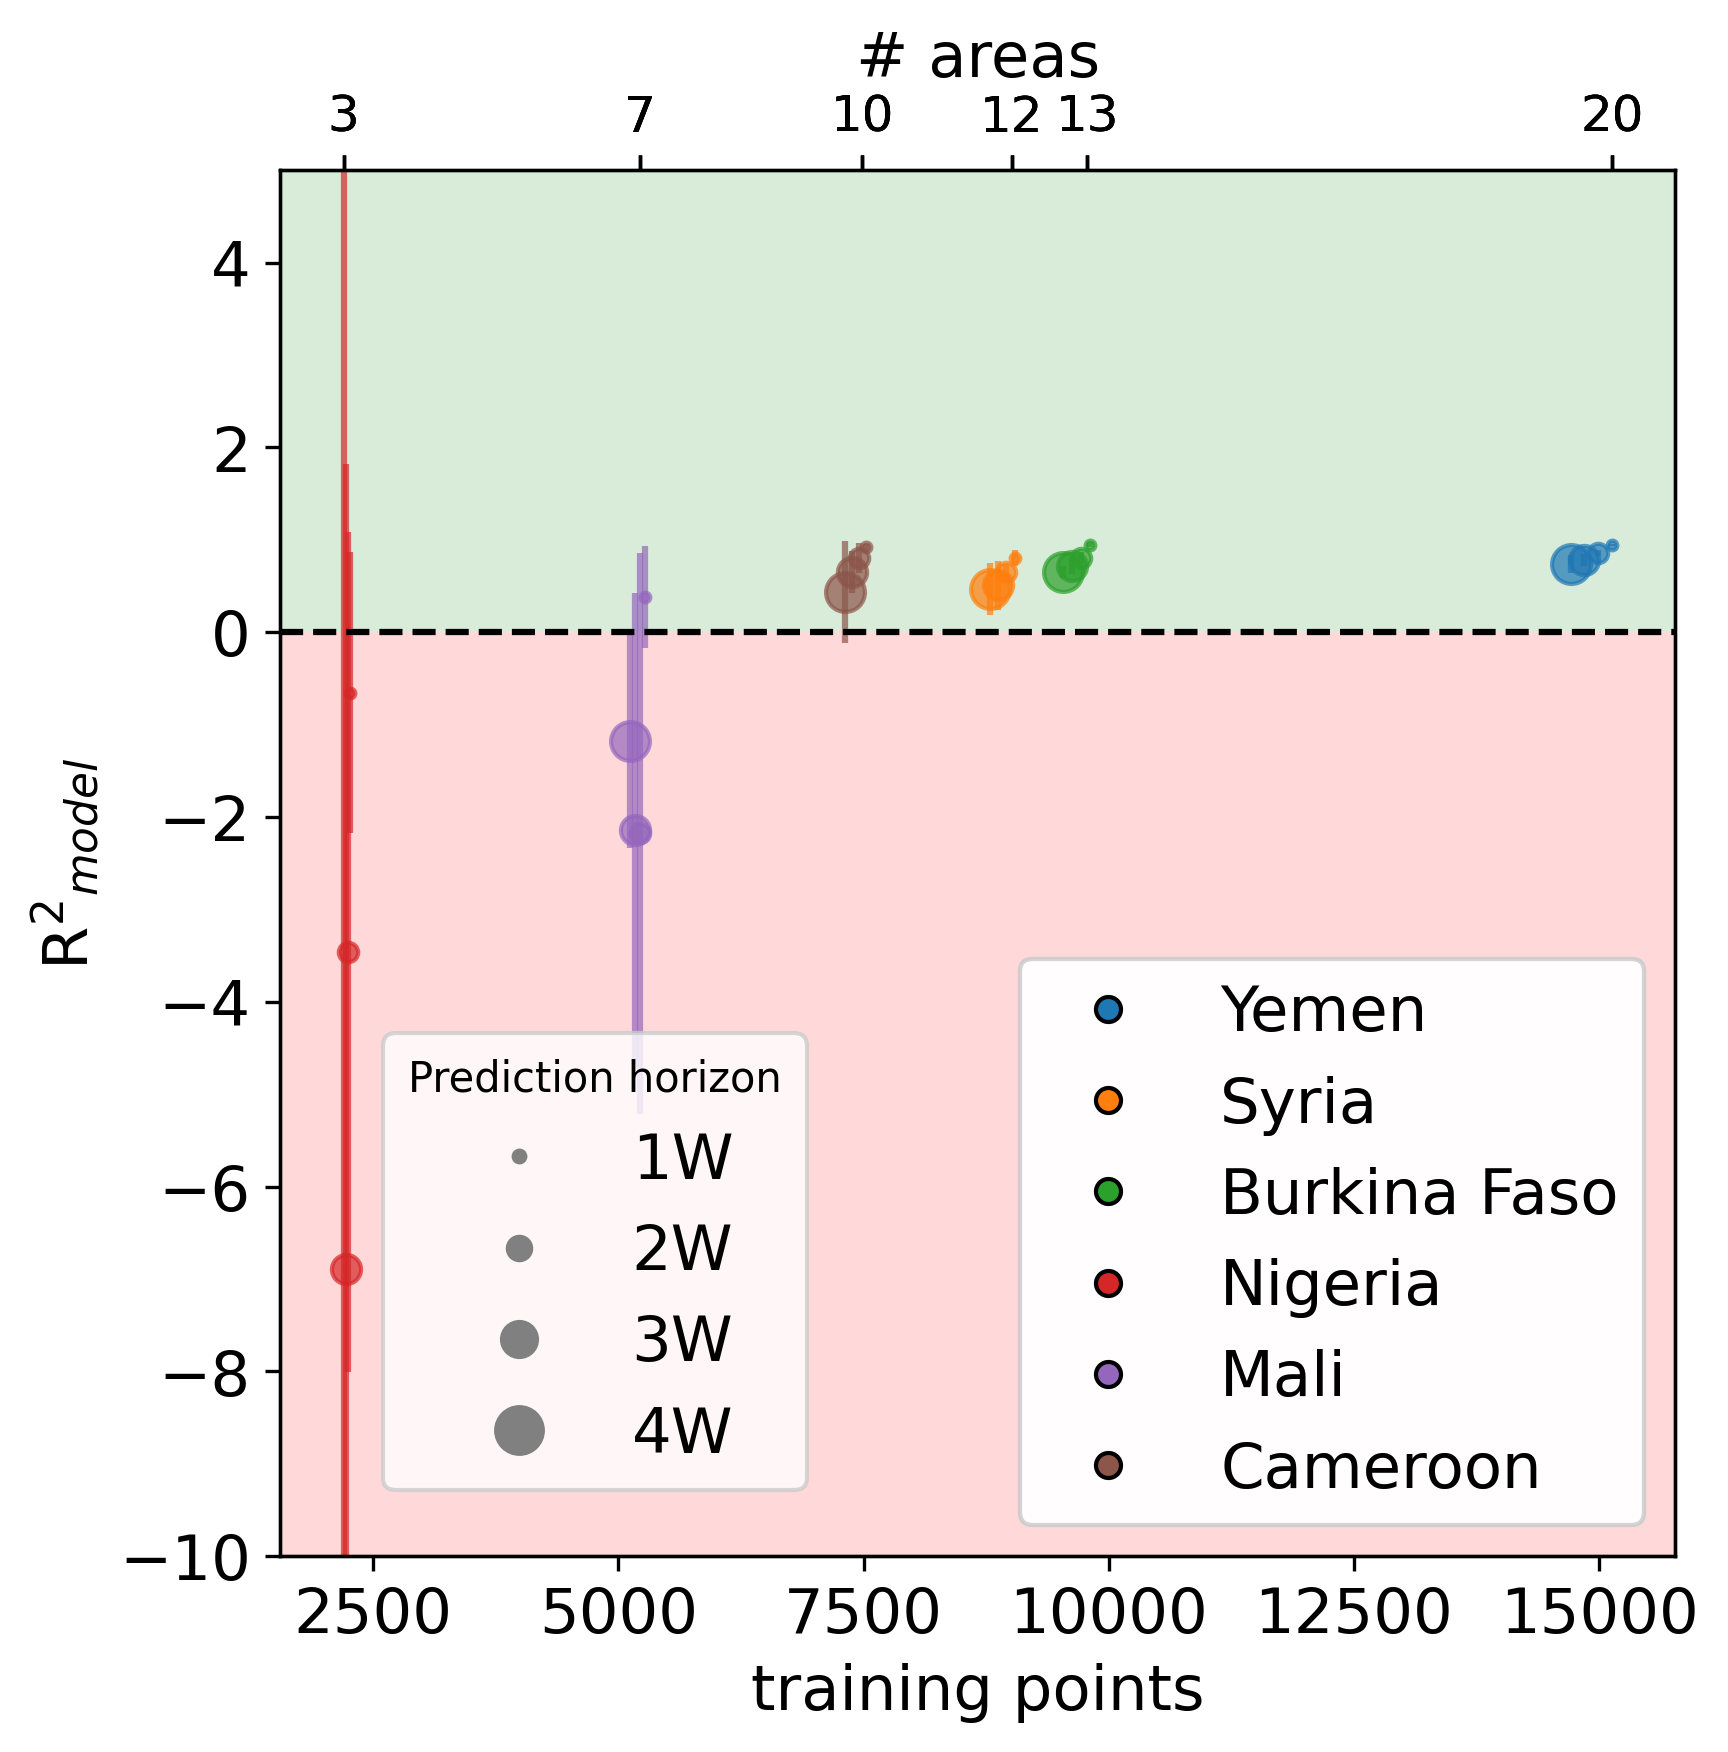 # areas
3 7 10 12 13 20
4
2
0
−2
−4
−6
−8
−10
R²model
Prediction horizon
1W
2W
3W
4W
Yemen
Syria
Burkina Faso
Nigeria
Mali
Cameroon
2500 5000 7500 10000 12500 15000
training points